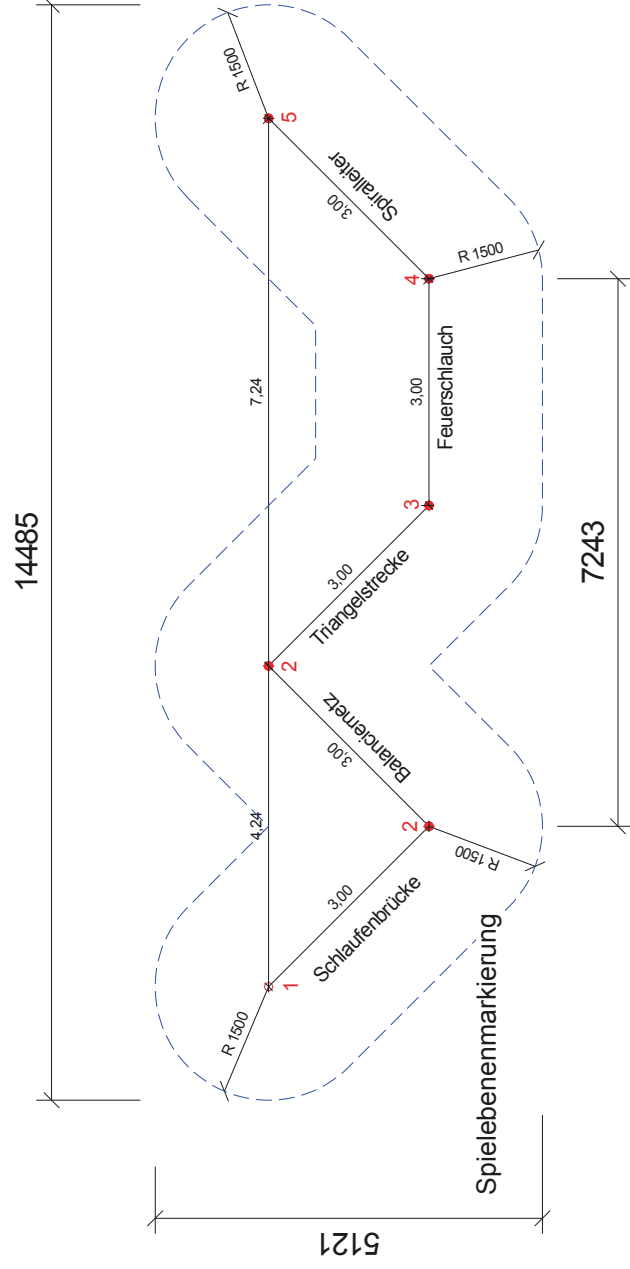 14485
R 1500
5
7,24
2
4,24
1
R 1500
3,00
Spiralleiter
4
R 1500
3,00
Feuerschlauch
3
3,00
Triangelstrecke
3,00
Balanciernetz
2
R 1500
3,00
Schlaufenbrücke
7243
Spielebenenmarkierung
5121